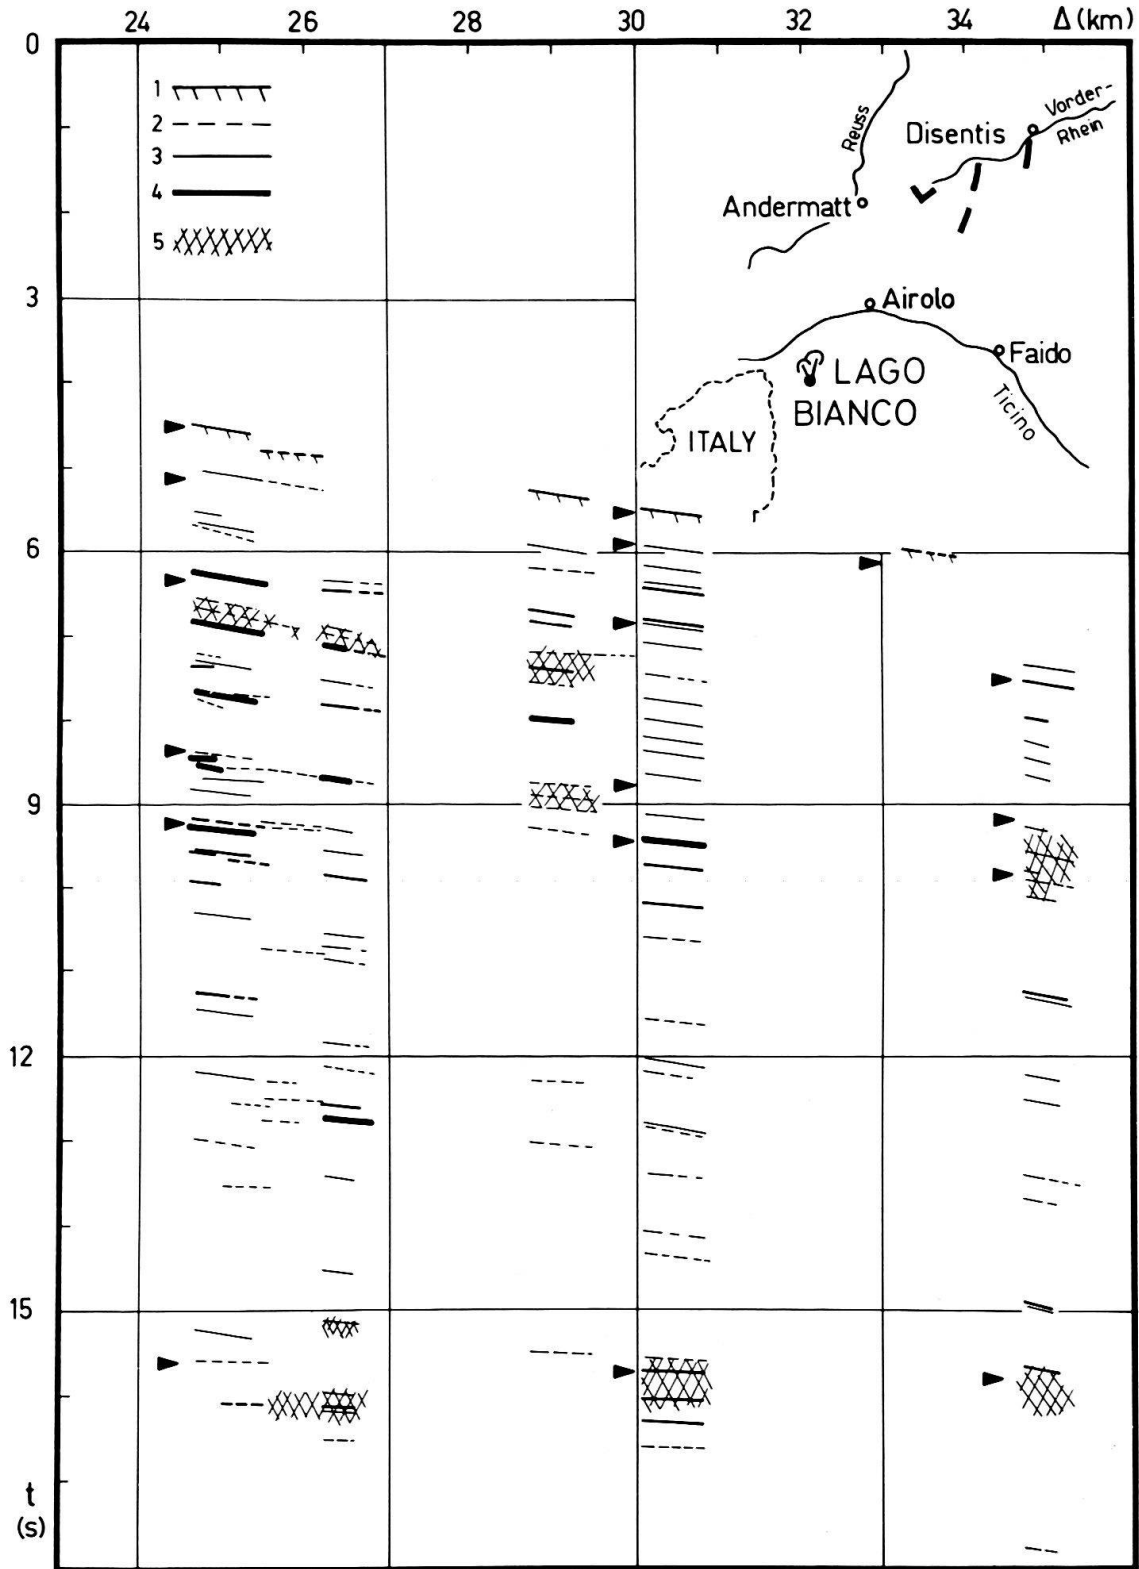 24 26 28 30 32 34 Δ(km)
0
1
2
3
4
5
3
6
9
12
15
t
(s)
Reuss
Disentis
Vorder-
Rhein
Andermatt
Airolo
Faido
LAGO
BIANCO
ITALY
Ticino